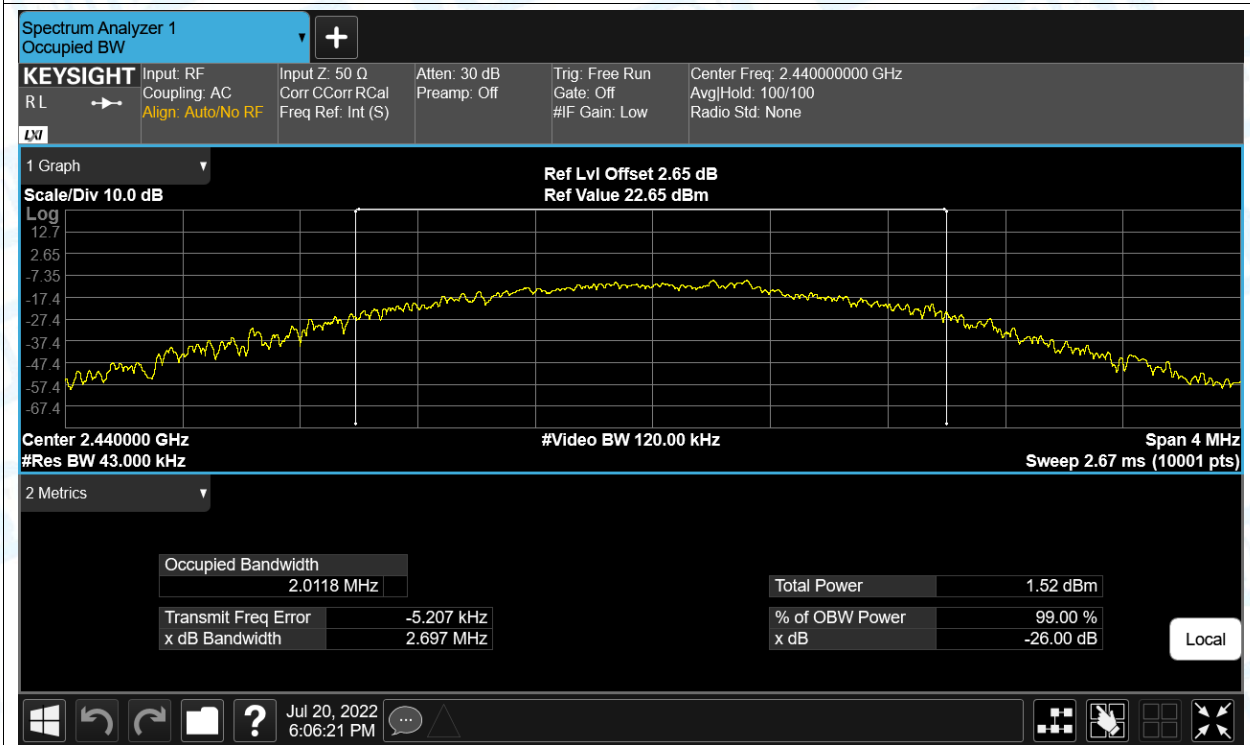 Spectrum Analyzer 1
Occupied BW
KEYSIGHT
R L
LXI
Input: RF
Coupling: AC
Align: Auto/No RF
Input Z: 50 Ω
Corr CCorr RCal
Freq Ref: Int (S)
Atten: 30 dB
Preamp: Off
Trig: Free Run
Gate: Off
#IF Gain: Low
Center Freq: 2.440000000 GHz
Avg|Hold: 100/100
Radio Std: None
1 Graph
Scale/Div 10.0 dB
Ref Lvl Offset 2.65 dB
Ref Value 22.65 dBm
Log
12.7
2.65
-7.35
-17.4
-27.4
-37.4
-47.4
-57.4
-67.4
Center 2.440000 GHz
#Video BW 120.00 kHz
Span 4 MHz
#Res BW 43.000 kHz
Sweep 2.67 ms (10001 pts)
2 Metrics
Occupied Bandwidth
2.0118 MHz
Total Power 1.52 dBm
Transmit Freq Error -5.207 kHz
% of OBW Power 99.00 %
x dB Bandwidth 2.697 MHz
x dB -26.00 dB
Local
?
Jul 20, 2022
6:06:21 PM